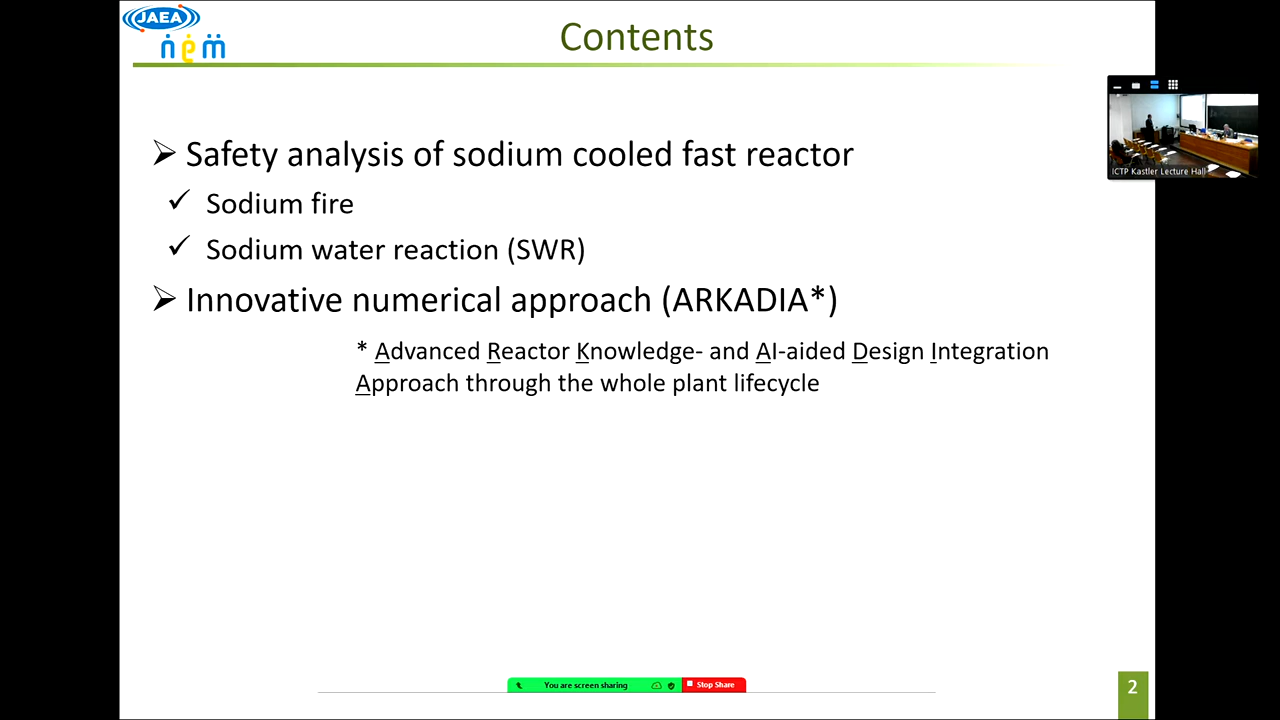 JAEA
Contents
Safety analysis of sodium cooled fast reactor
Sodium fire
Sodium water reaction (SWR)
Innovative numerical approach (ARKADIA*)
* Advanced Reactor Knowledge- and AI-aided Design Integration
Approach through the whole plant lifecycle
ICTP Kastler Lecture Hall
You are screen sharing
Stop Share
2